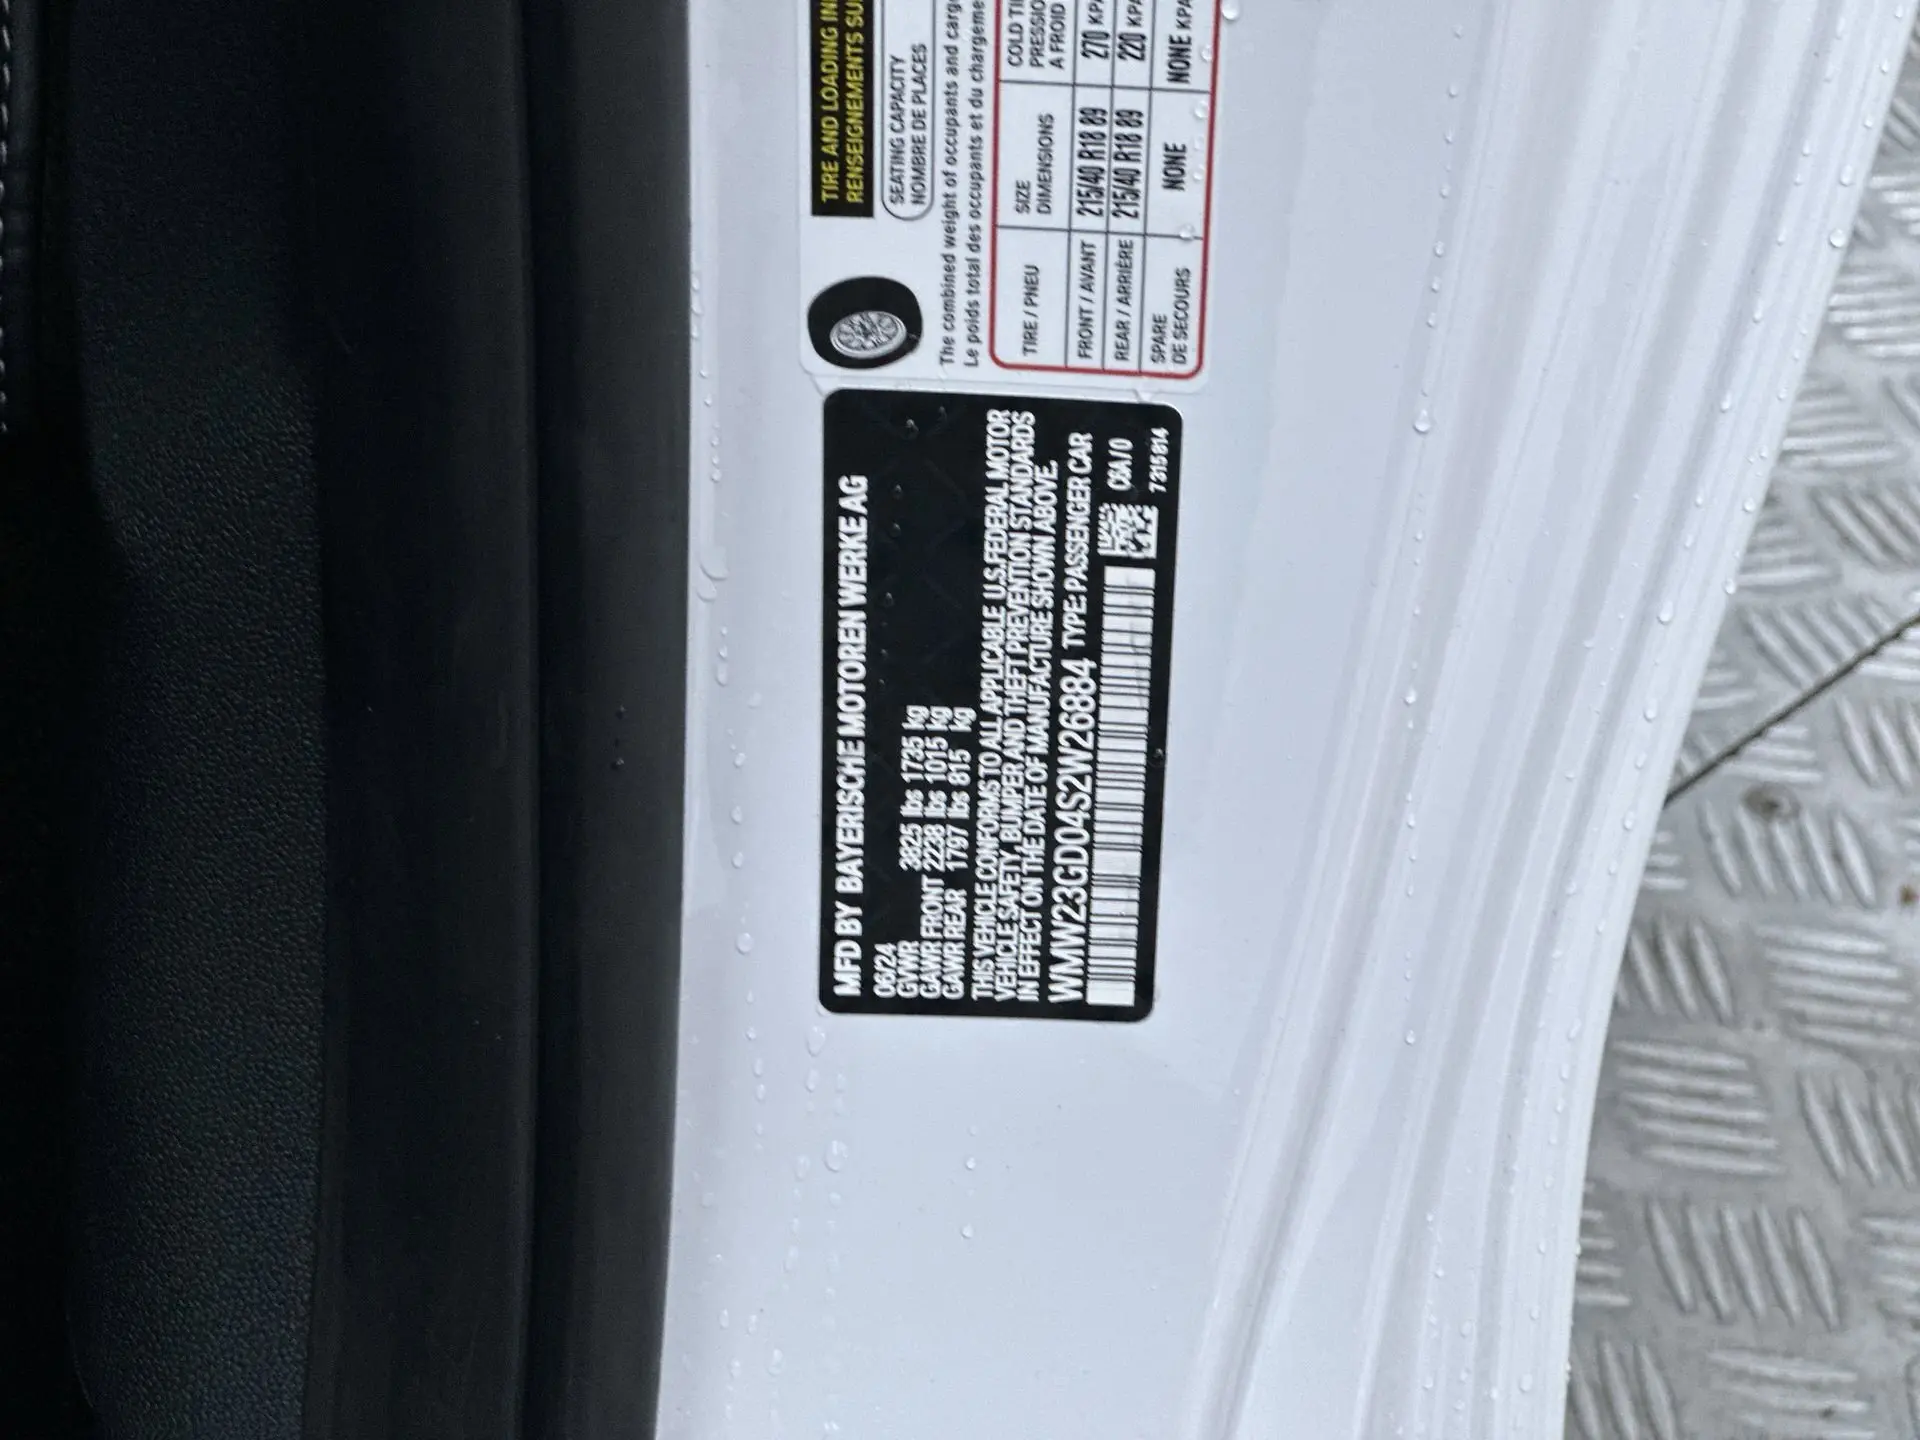 TIRE AND LOADING IN
RENSEIGNEMENTS SU
SEATING CAPACITY
NOMBRE DE PLACES
The combined weight of occupants and cargo
Le poids total des occupants et du chargeme
TIRE / PNEU SIZE DIMENSIONS COLD TI PRESSIO A FROID
FRONT / AVANT 215/40 R18 89 270 KPA
REAR / ARRIÈRE 215/40 R18 89 220 KPA
SPARE DE SECOURS NONE NONE KPA
MFD BY BAYERISCHE MOTOREN WERKE AG
06/24
GVWR 3825 lbs 1735 kg
GAWR FRONT 2238 lbs 1015 kg
GAWR REAR 1797 lbs 815 kg
THIS VEHICLE CONFORMS TO ALL APPLICABLE U.S. FEDERAL MOTOR
VEHICLE SAFETY, BUMPER AND THEFT PREVENTION STANDARDS
IN EFFECT ON THE DATE OF MANUFACTURE SHOWN ABOVE.
WMW23GD04S2W26884 TYPE: PASSENGER CAR
7315814